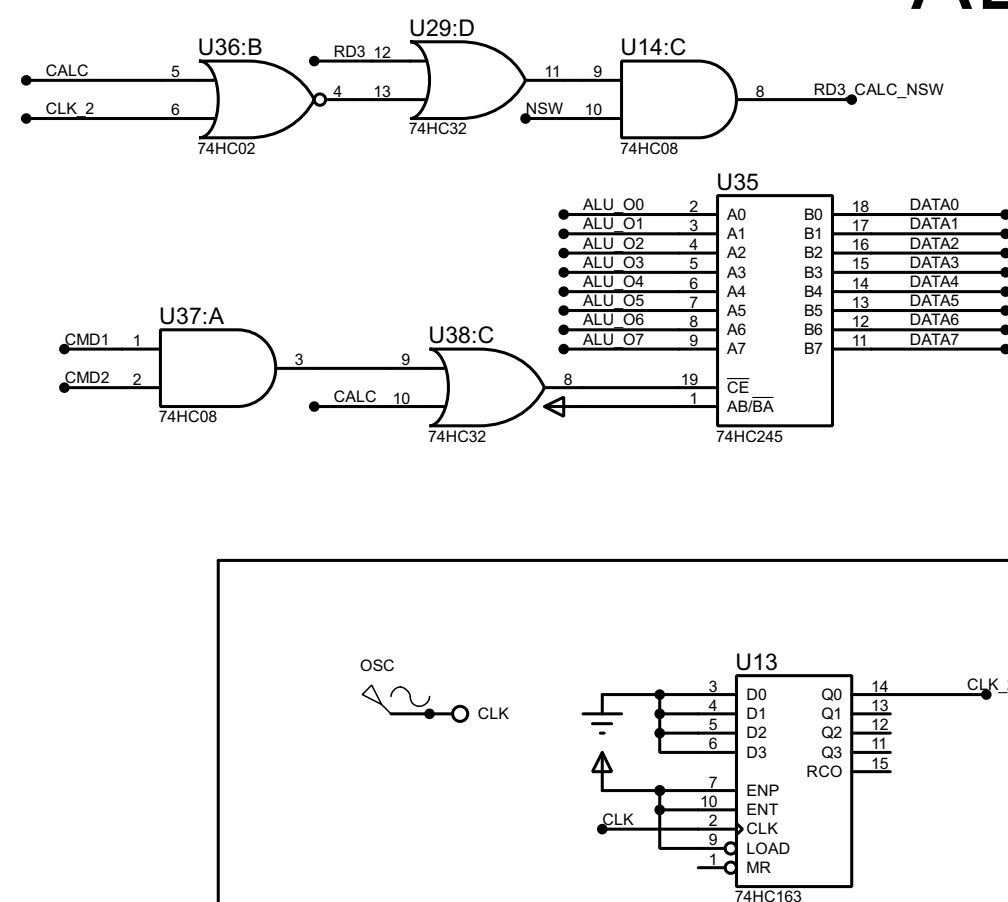 U36:B
CALC 5
CLK_2 6
4
74HC02
U29:D
RD3 12
13
11
74HC32
U14:C
9
NSW 10
8
RD3_CALC_NSW
74HC08
U35
ALU_O0 2 A0 B0 18 DATA0
ALU_O1 3 A1 B1 17 DATA1
ALU_O2 4 A2 B2 16 DATA2
ALU_O3 5 A3 B3 15 DATA3
ALU_O4 6 A4 B4 14 DATA4
ALU_O5 7 A5 B5 13 DATA5
ALU_O6 8 A6 B6 12 DATA6
ALU_O7 9 A7 B7 11 DATA7
19 CE
1 AB/BA
74HC245
U37:A
CMD1 1
CMD2 2
3
74HC08
U38:C
9
CALC 10
8
74HC32
OSC
CLK
U13
3 D0 Q0 14 CLK_
4 D1 Q1 13
5 D2 Q2 12
6 D3 Q3 11
RCO 15
7 ENP
10 ENT
CLK 2 CLK
9 LOAD
1 MR
74HC163